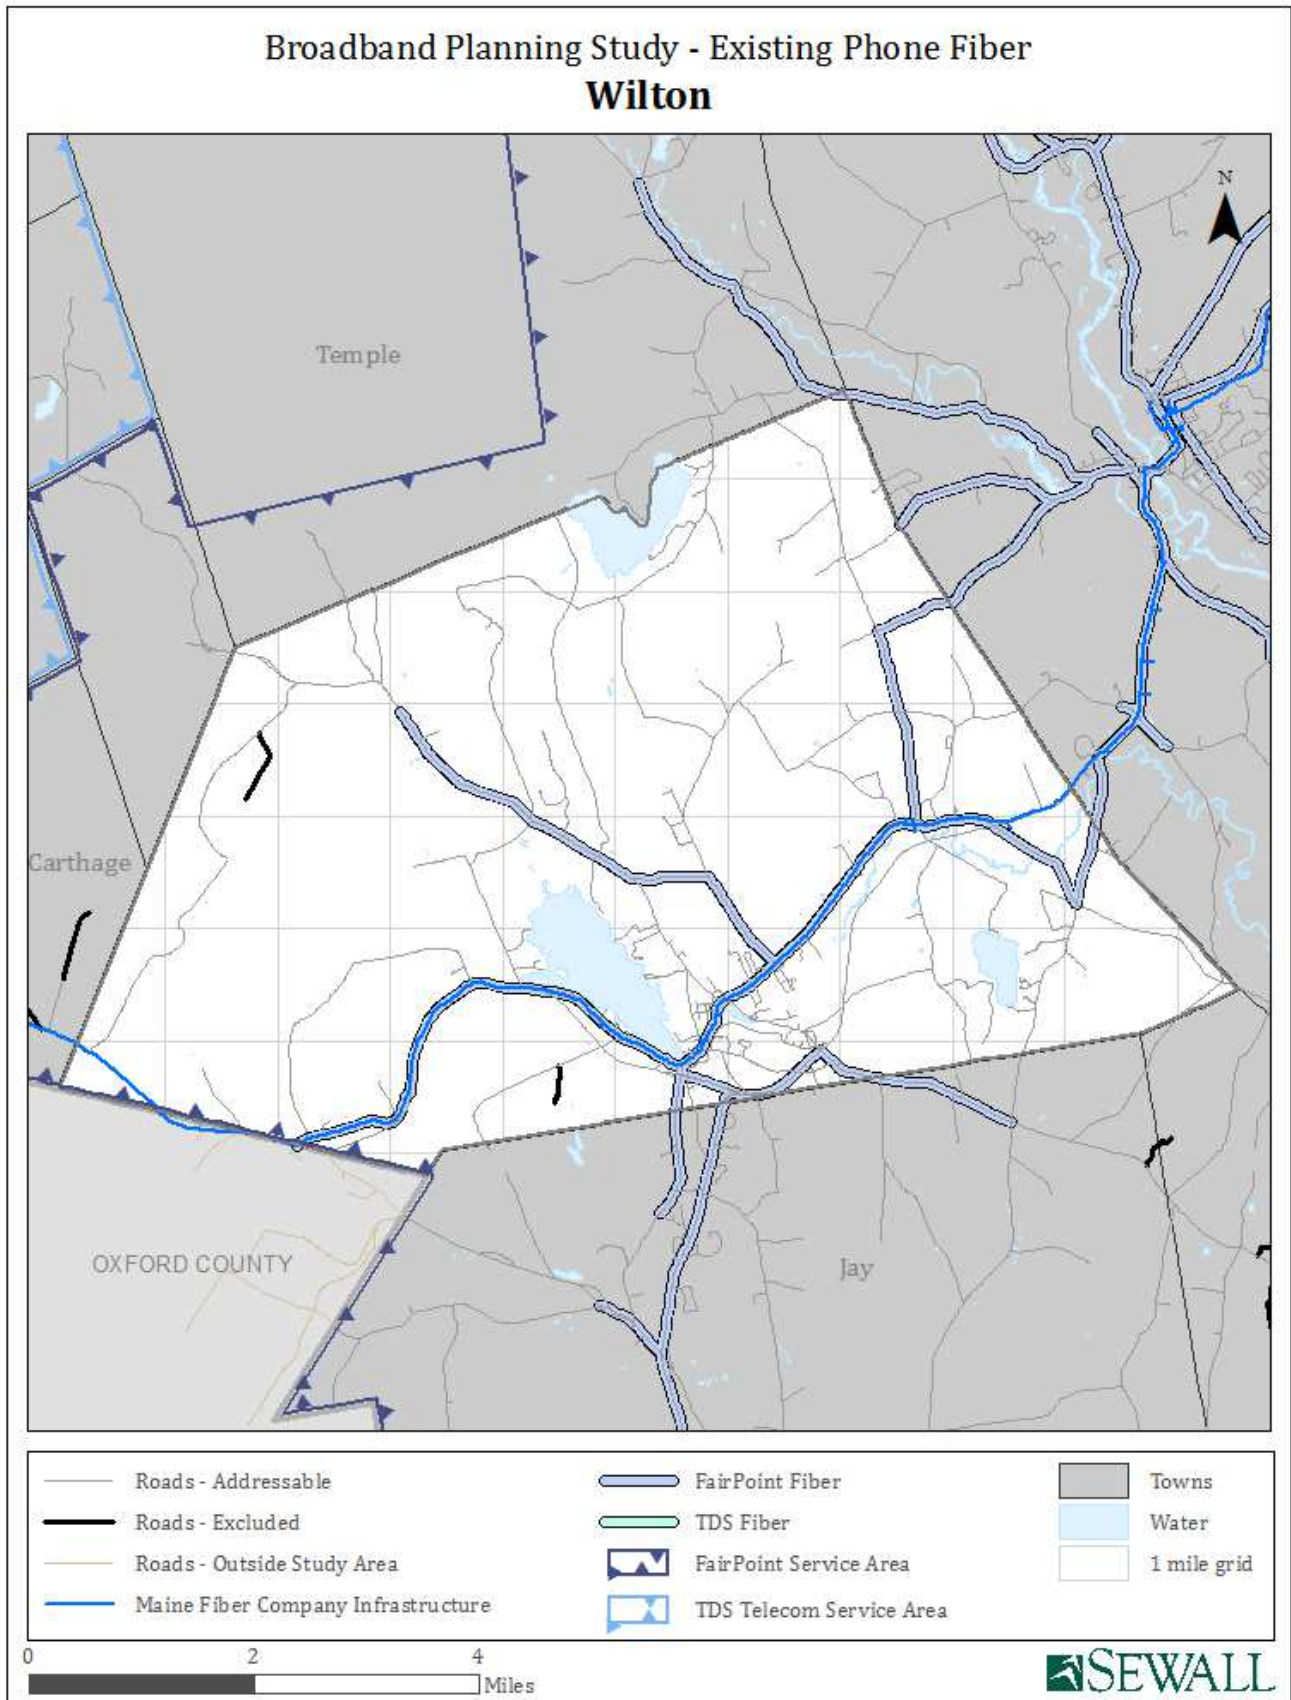 Broadband Planning Study - Existing Phone Fiber
Wilton
N
Temple
Carthage
OXFORD COUNTY
Jay
Roads - Addressable
Roads - Excluded
Roads - Outside Study Area
Maine Fiber Company Infrastructure
FairPoint Fiber
TDS Fiber
FairPoint Service Area
TDS Telecom Service Area
Towns
Water
1 mile grid
0 2 4
Miles
SEWALL